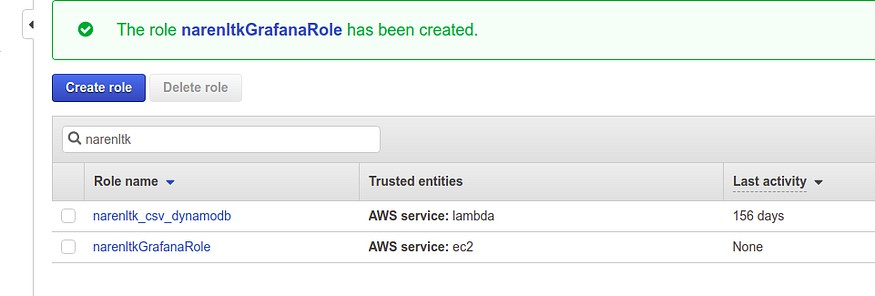 The role narenltkGrafanaRole has been created.
Create role Delete role
narenltk
Role name Trusted entities Last activity
narenltk_csv_dynamodb AWS service: lambda 156 days
narenltkGrafanaRole AWS service: ec2 None